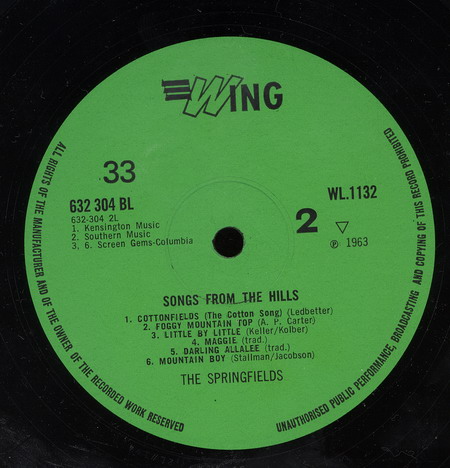 WING
33
632 304 BL
632-304 2L
1. Kensington Music
2. Southern Music
3, 6. Screen Gems-Columbia
WL.1132
2
℗ 1963
SONGS FROM THE HILLS
1. COTTONFIELDS (The Cotton Song) (Ledbetter)
2. FOGGY MOUNTAIN TOP (A. P. Carter)
3. LITTLE BY LITTLE (Keller/Kolber)
4. MAGGIE (trad.)
5. DARLING ALLALEE (trad.)
6. MOUNTAIN BOY (Stallman/Jacobson)
THE SPRINGFIELDS
ALL RIGHTS OF THE MANUFACTURER AND OF THE OWNER OF THE RECORDED WORK RESERVED
UNAUTHORISED PUBLIC PERFORMANCE, BROADCASTING AND COPYING OF THIS RECORD PROHIBITED